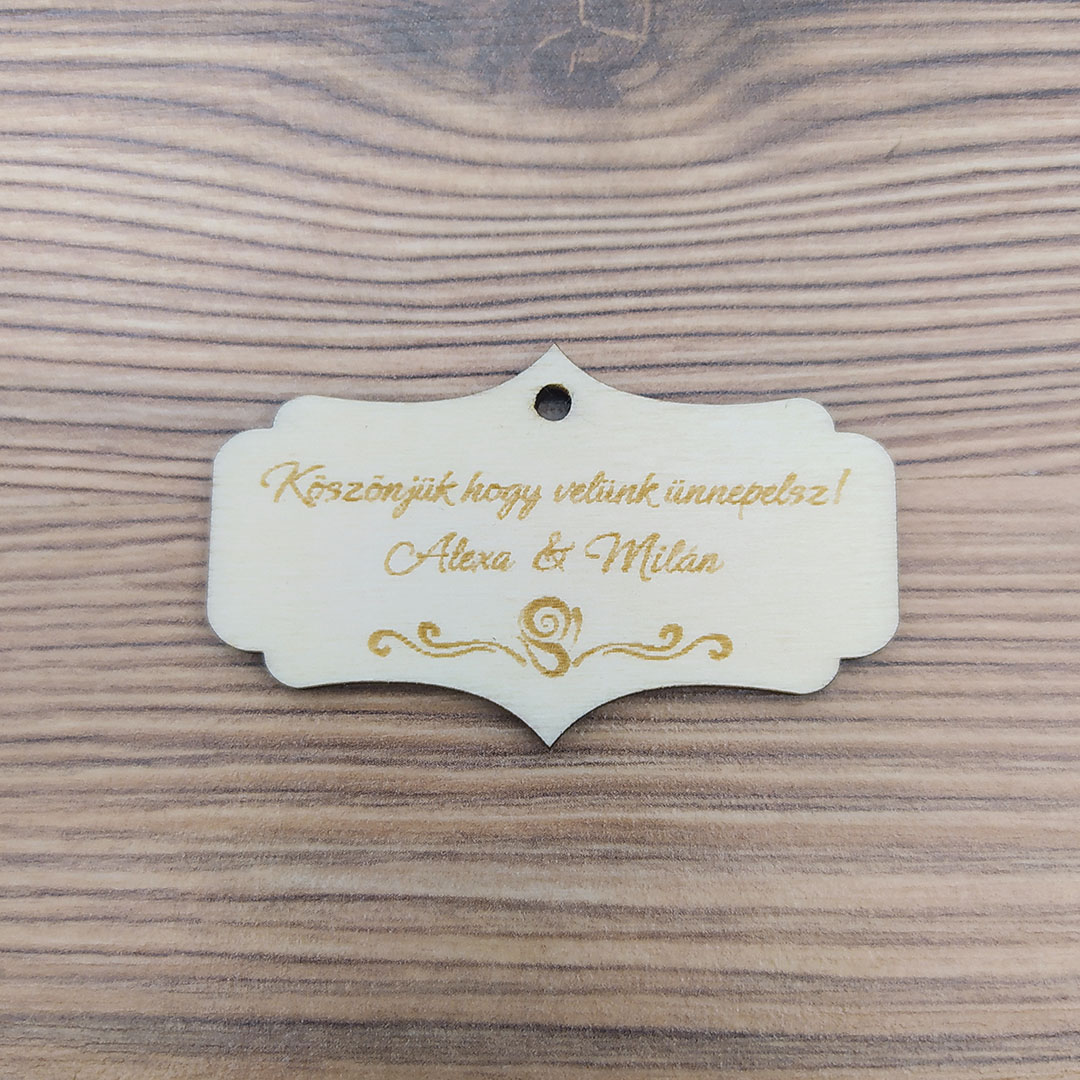 Köszönjük hogy velünk ünnepelsz!
Alexa & Milán